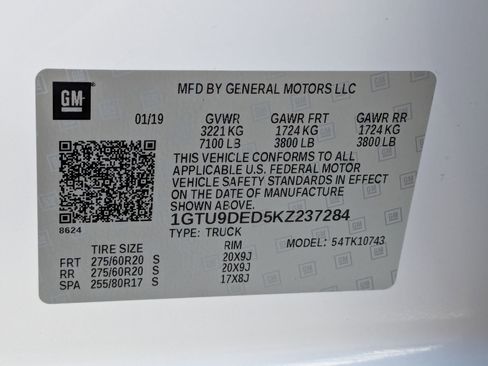 GM
MFD BY GENERAL MOTORS LLC
01/19 GVWR GAWR FRT GAWR RR
3221 KG 1724 KG 1724 KG
7100 LB 3800 LB 3800 LB
THIS VEHICLE CONFORMS TO ALL
APPLICABLE U.S. FEDERAL MOTOR
VEHICLE SAFETY STANDARDS IN EFFECT
ON THE DATE OF MANUFACTURE
SHOWN ABOVE.
8624
1GTU9DED5KZ237284
TYPE: TRUCK MODEL: 54TK10743
TIRE SIZE RIM
FRT 275/60R20 S 20X9J
RR 275/60R20 S 20X9J
SPA 255/80R17 S 17X8J